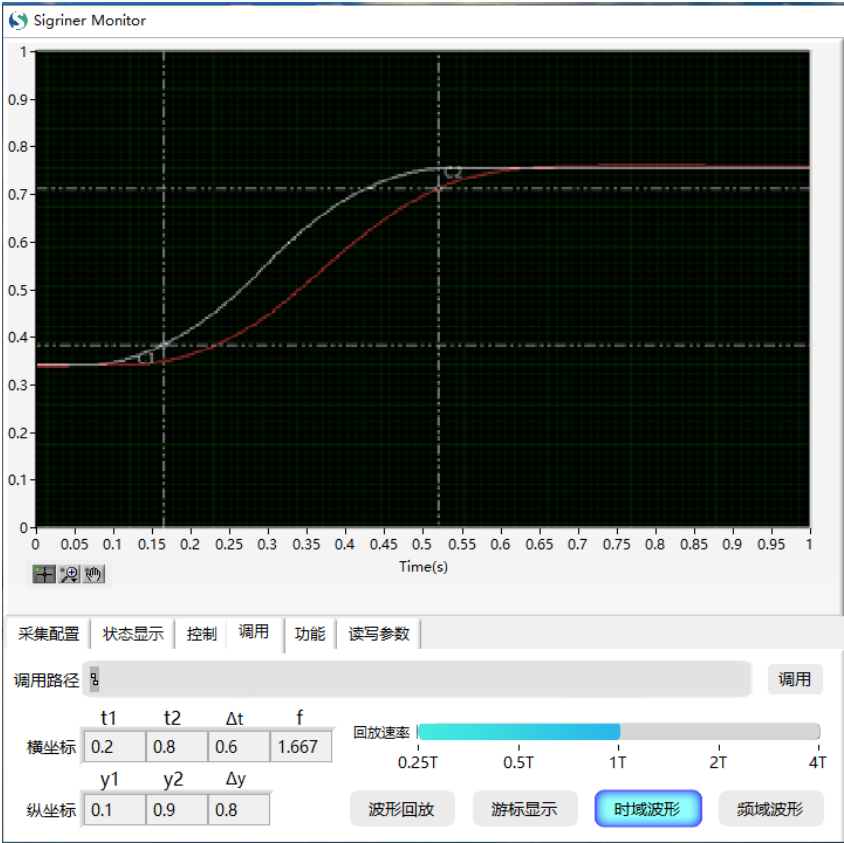 Sigriner Monitor
1
0.9
0.8
C2
0.7
0.6
0.5
0.4
C1
0.3
0.2
0.1
0
0 0.05 0.1 0.15 0.2 0.25 0.3 0.35 0.4 0.45 0.5 0.55 0.6 0.65 0.7 0.75 0.8 0.85 0.9 0.95 1
Time(s)
采集配置 状态显示 控制 调用 功能 读写参数
调用路径 调用
t1 t2 Δt f
横坐标 0.2 0.8 0.6 1.667
回放速率
0.25T 0.5T 1T 2T 4T
y1 y2 Δy
纵坐标 0.1 0.9 0.8
波形回放 游标显示 时域波形 频域波形